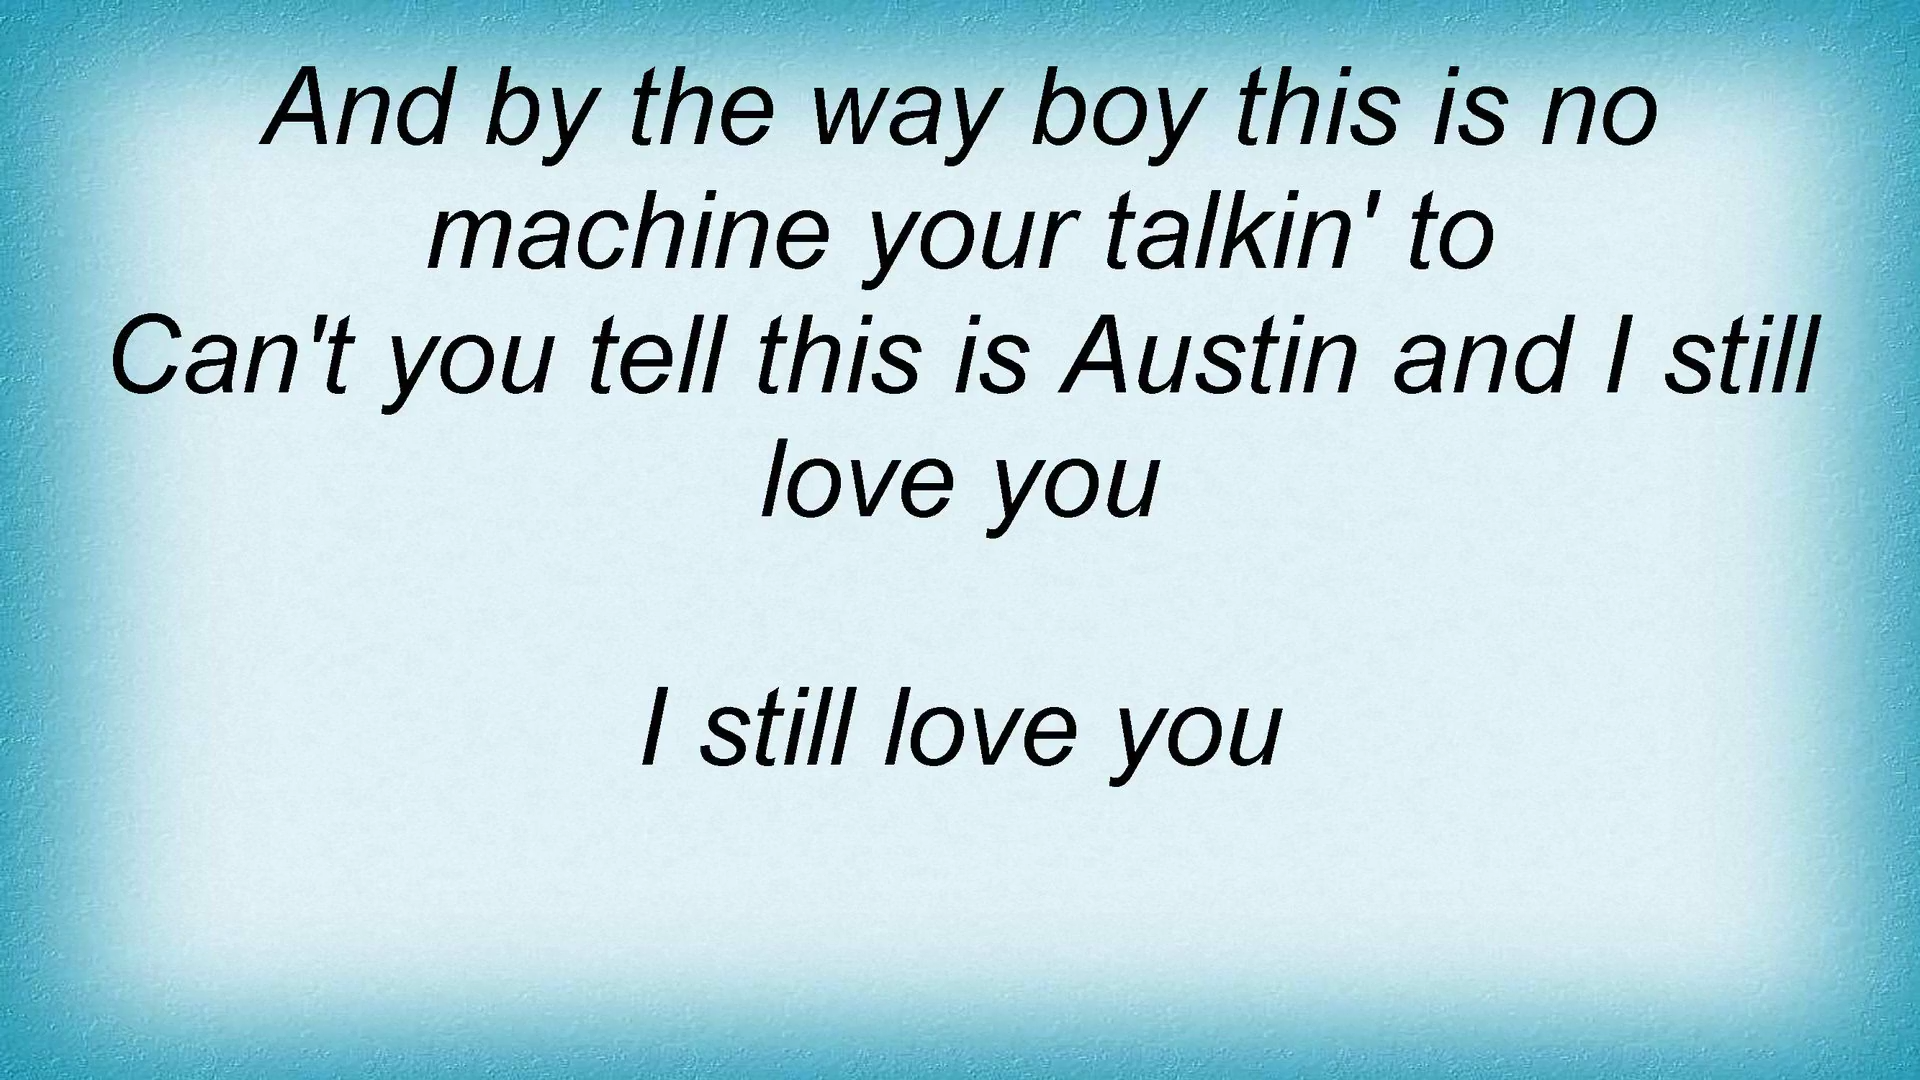 And by the way boy this is no
machine your talkin' to
Can't you tell this is Austin and I still
love you
I still love you